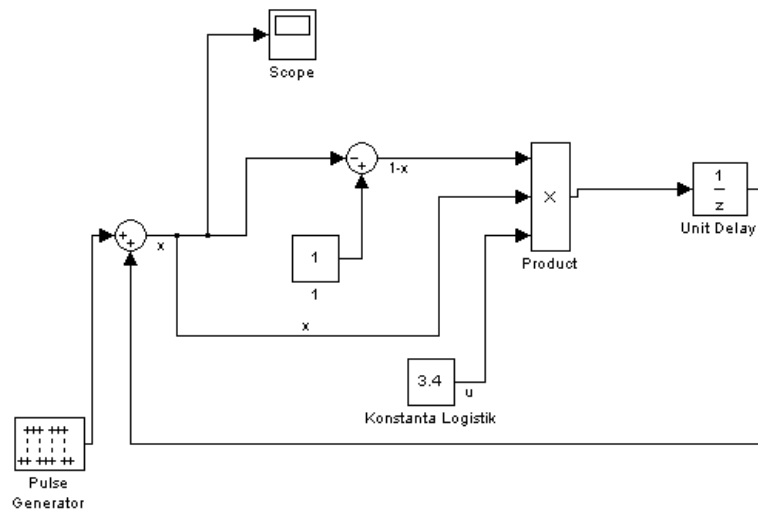 Scope
1-x
x
1
1
x
Product
1
z
Unit Delay
3.4
u
Konstanta Logistik
Pulse
Generator